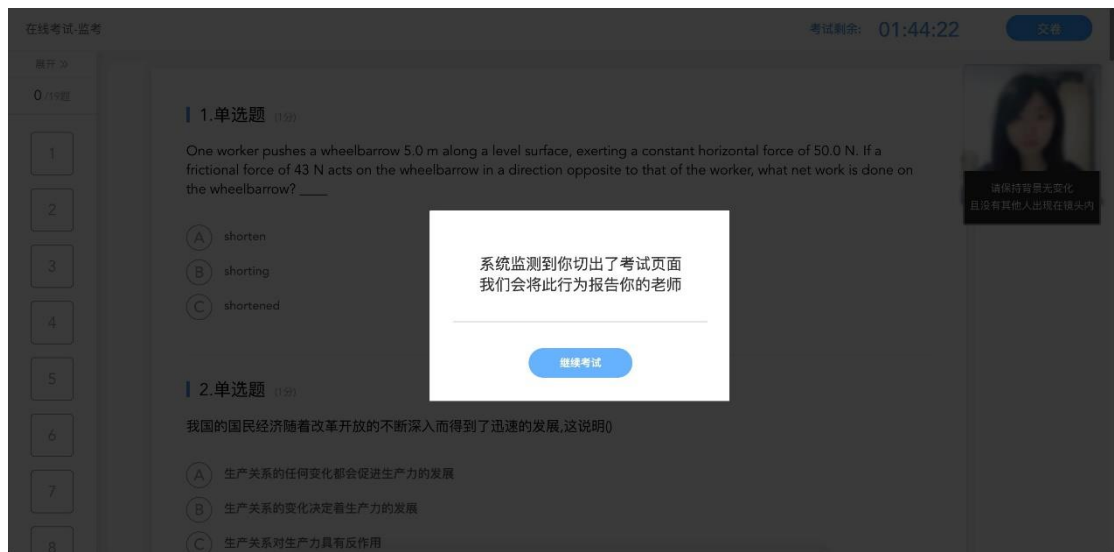 在线考试-监考
考试剩余: 01:44:22
交卷
展开 >>
0 /19题
1
2
3
4
5
6
7
8
请保持背景无变化
且没有其他人出现在镜头内
1.单选题 (1分)
One worker pushes a wheelbarrow 5.0 m along a level surface, exerting a constant horizontal force of 50.0 N. If a
frictional force of 43 N acts on the wheelbarrow in a direction opposite to that of the worker, what net work is done on
the wheelbarrow? ____
A shorten
B shorting
C shortened
系统监测到你切出了考试页面
我们会将此行为报告你的老师
继续考试
2.单选题 (1分)
我国的国民经济随着改革开放的不断深入而得到了迅速的发展,这说明()
A 生产关系的任何变化都会促进生产力的发展
B 生产关系的变化决定着生产力的发展
C 生产关系对生产力具有反作用